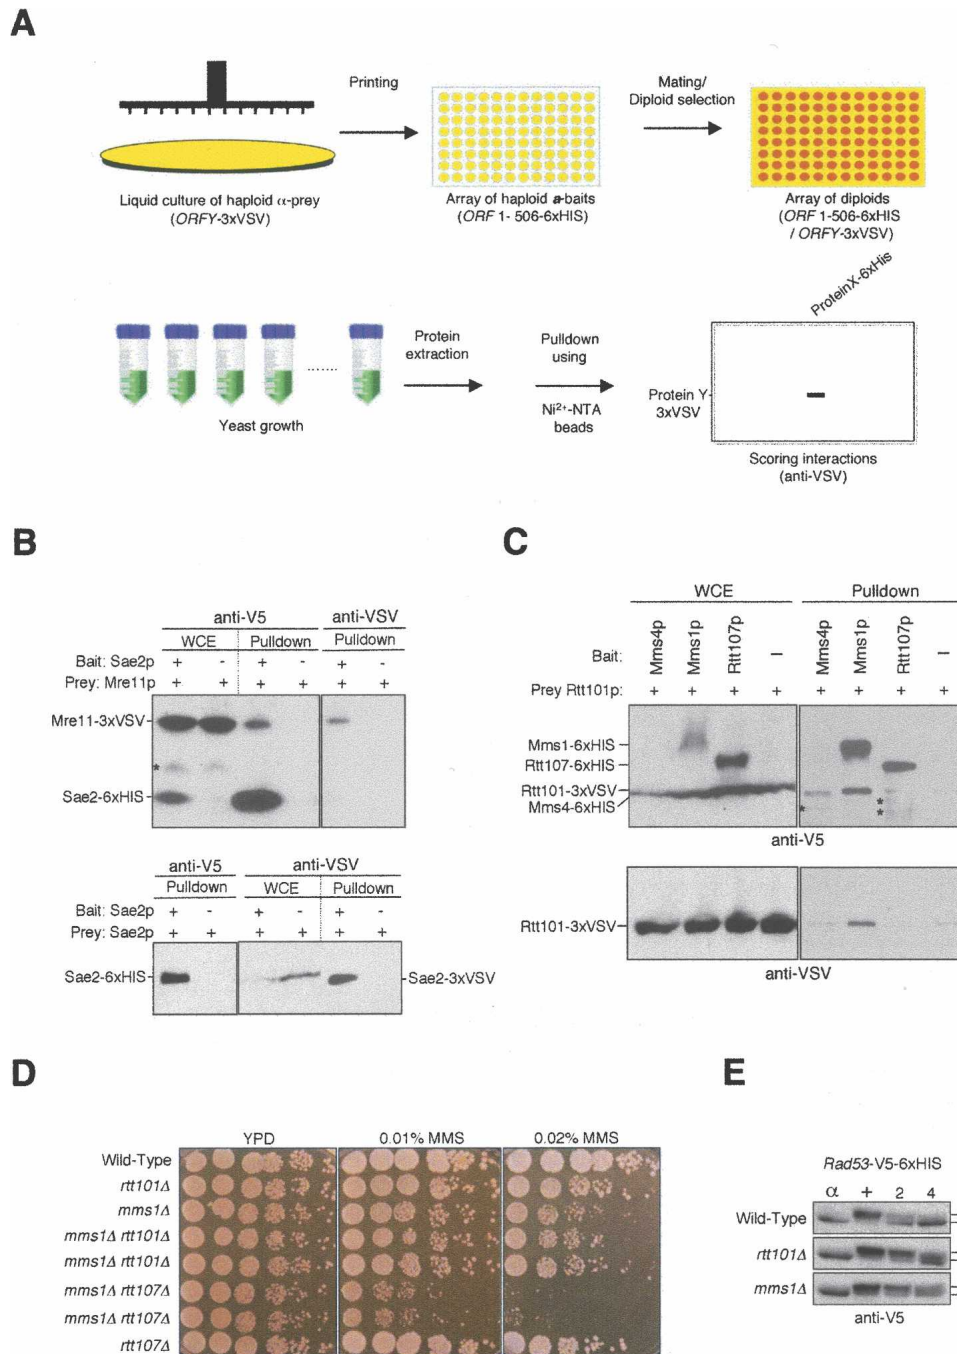 A
Printing
Mating/
Diploid selection
Liquid culture of haploid α-prey
(ORFY-3xVSV)
Array of haploid a-baits
(ORF 1- 506-6xHIS)
Array of diploids
(ORF 1-506-6xHIS
/ ORFY-3xVSV)
ProteinX-6xHis
Protein
extraction
Pulldown
using
Ni2+-NTA
beads
Protein Y
3xVSV
Yeast growth
Scoring interactions
(anti-VSV)
B
anti-V5 anti-VSV
WCE Pulldown Pulldown
Bait: Sae2p + - + - + -
Prey: Mre11p + + + + + +
Mre11-3xVSV
*
Sae2-6xHIS
anti-V5 anti-VSV
Pulldown WCE Pulldown
Bait: Sae2p + - + - + -
Prey: Sae2p + + + + + +
Sae2-6xHIS
Sae2-3xVSV
C
WCE Pulldown
Bait: Mms4p Mms1p Rtt107p – Mms4p Mms1p Rtt107p –
Prey Rtt101p: + + + + + + + +
Mms1-6xHIS
Rtt107-6xHIS
Rtt101-3xVSV
Mms4-6xHIS
*
*
*
anti-V5
Rtt101-3xVSV
anti-VSV
D
YPD 0.01% MMS 0.02% MMS
Wild-Type
rtt101Δ
mms1Δ
mms1Δ rtt101Δ
mms1Δ rtt101Δ
mms1Δ rtt107Δ
mms1Δ rtt107Δ
rtt107Δ
E
Rad53-V5-6xHIS
α + 2 4
Wild-Type
rtt101Δ
mms1Δ
anti-V5